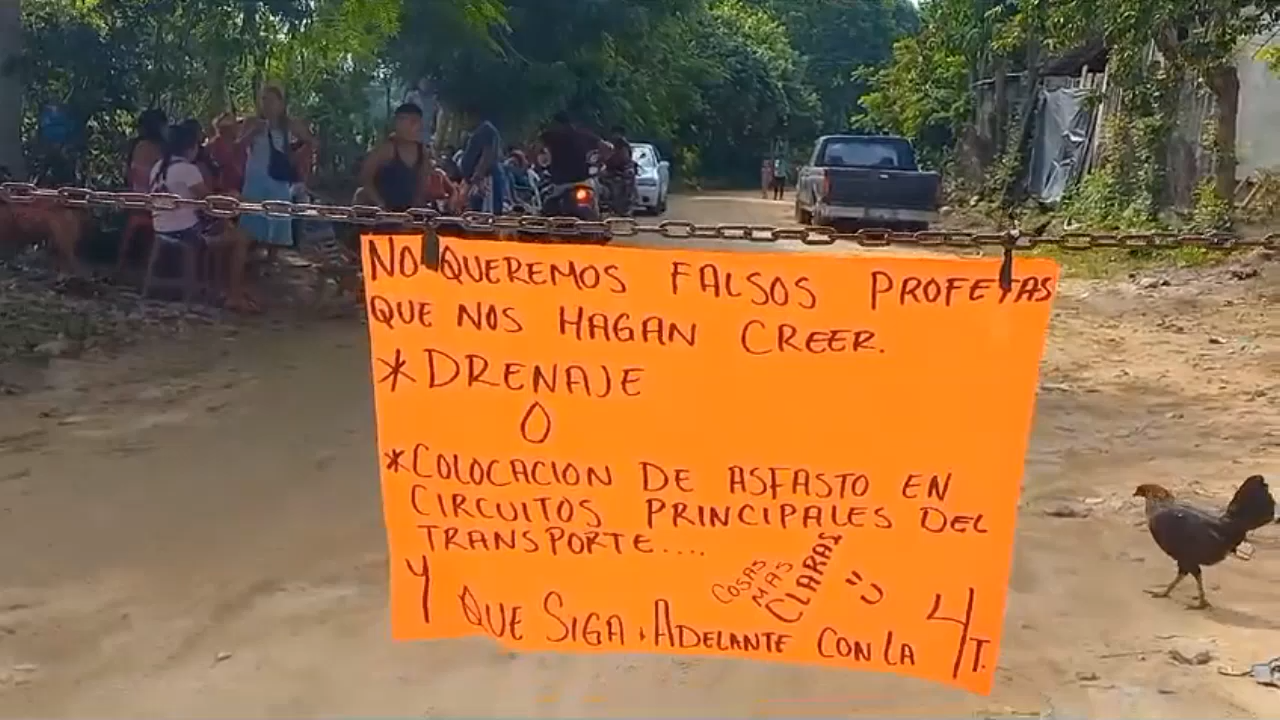 NO QUEREMOS FALSOS PROFETAS
QUE NOS HAGAN CREER.
*DRENAJE
O
*COLOCACION DE ASFASTO EN
CIRCUITOS PRINCIPALES DEL
TRANSPORTE....
COSAS
MAS
CLARAS
Y QUE SIGA ADELANTE CON LA 4T.